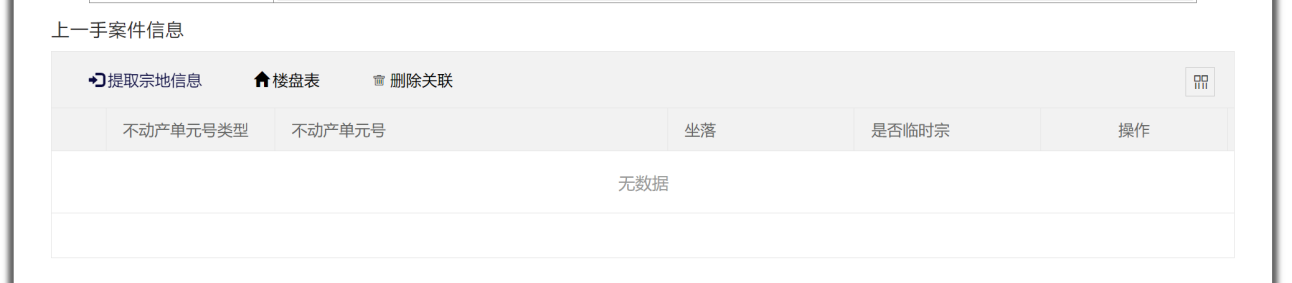 上一手案件信息
提取宗地信息 楼盘表 删除关联
不动产单元号类型 不动产单元号 坐落 是否临时宗 操作
无数据